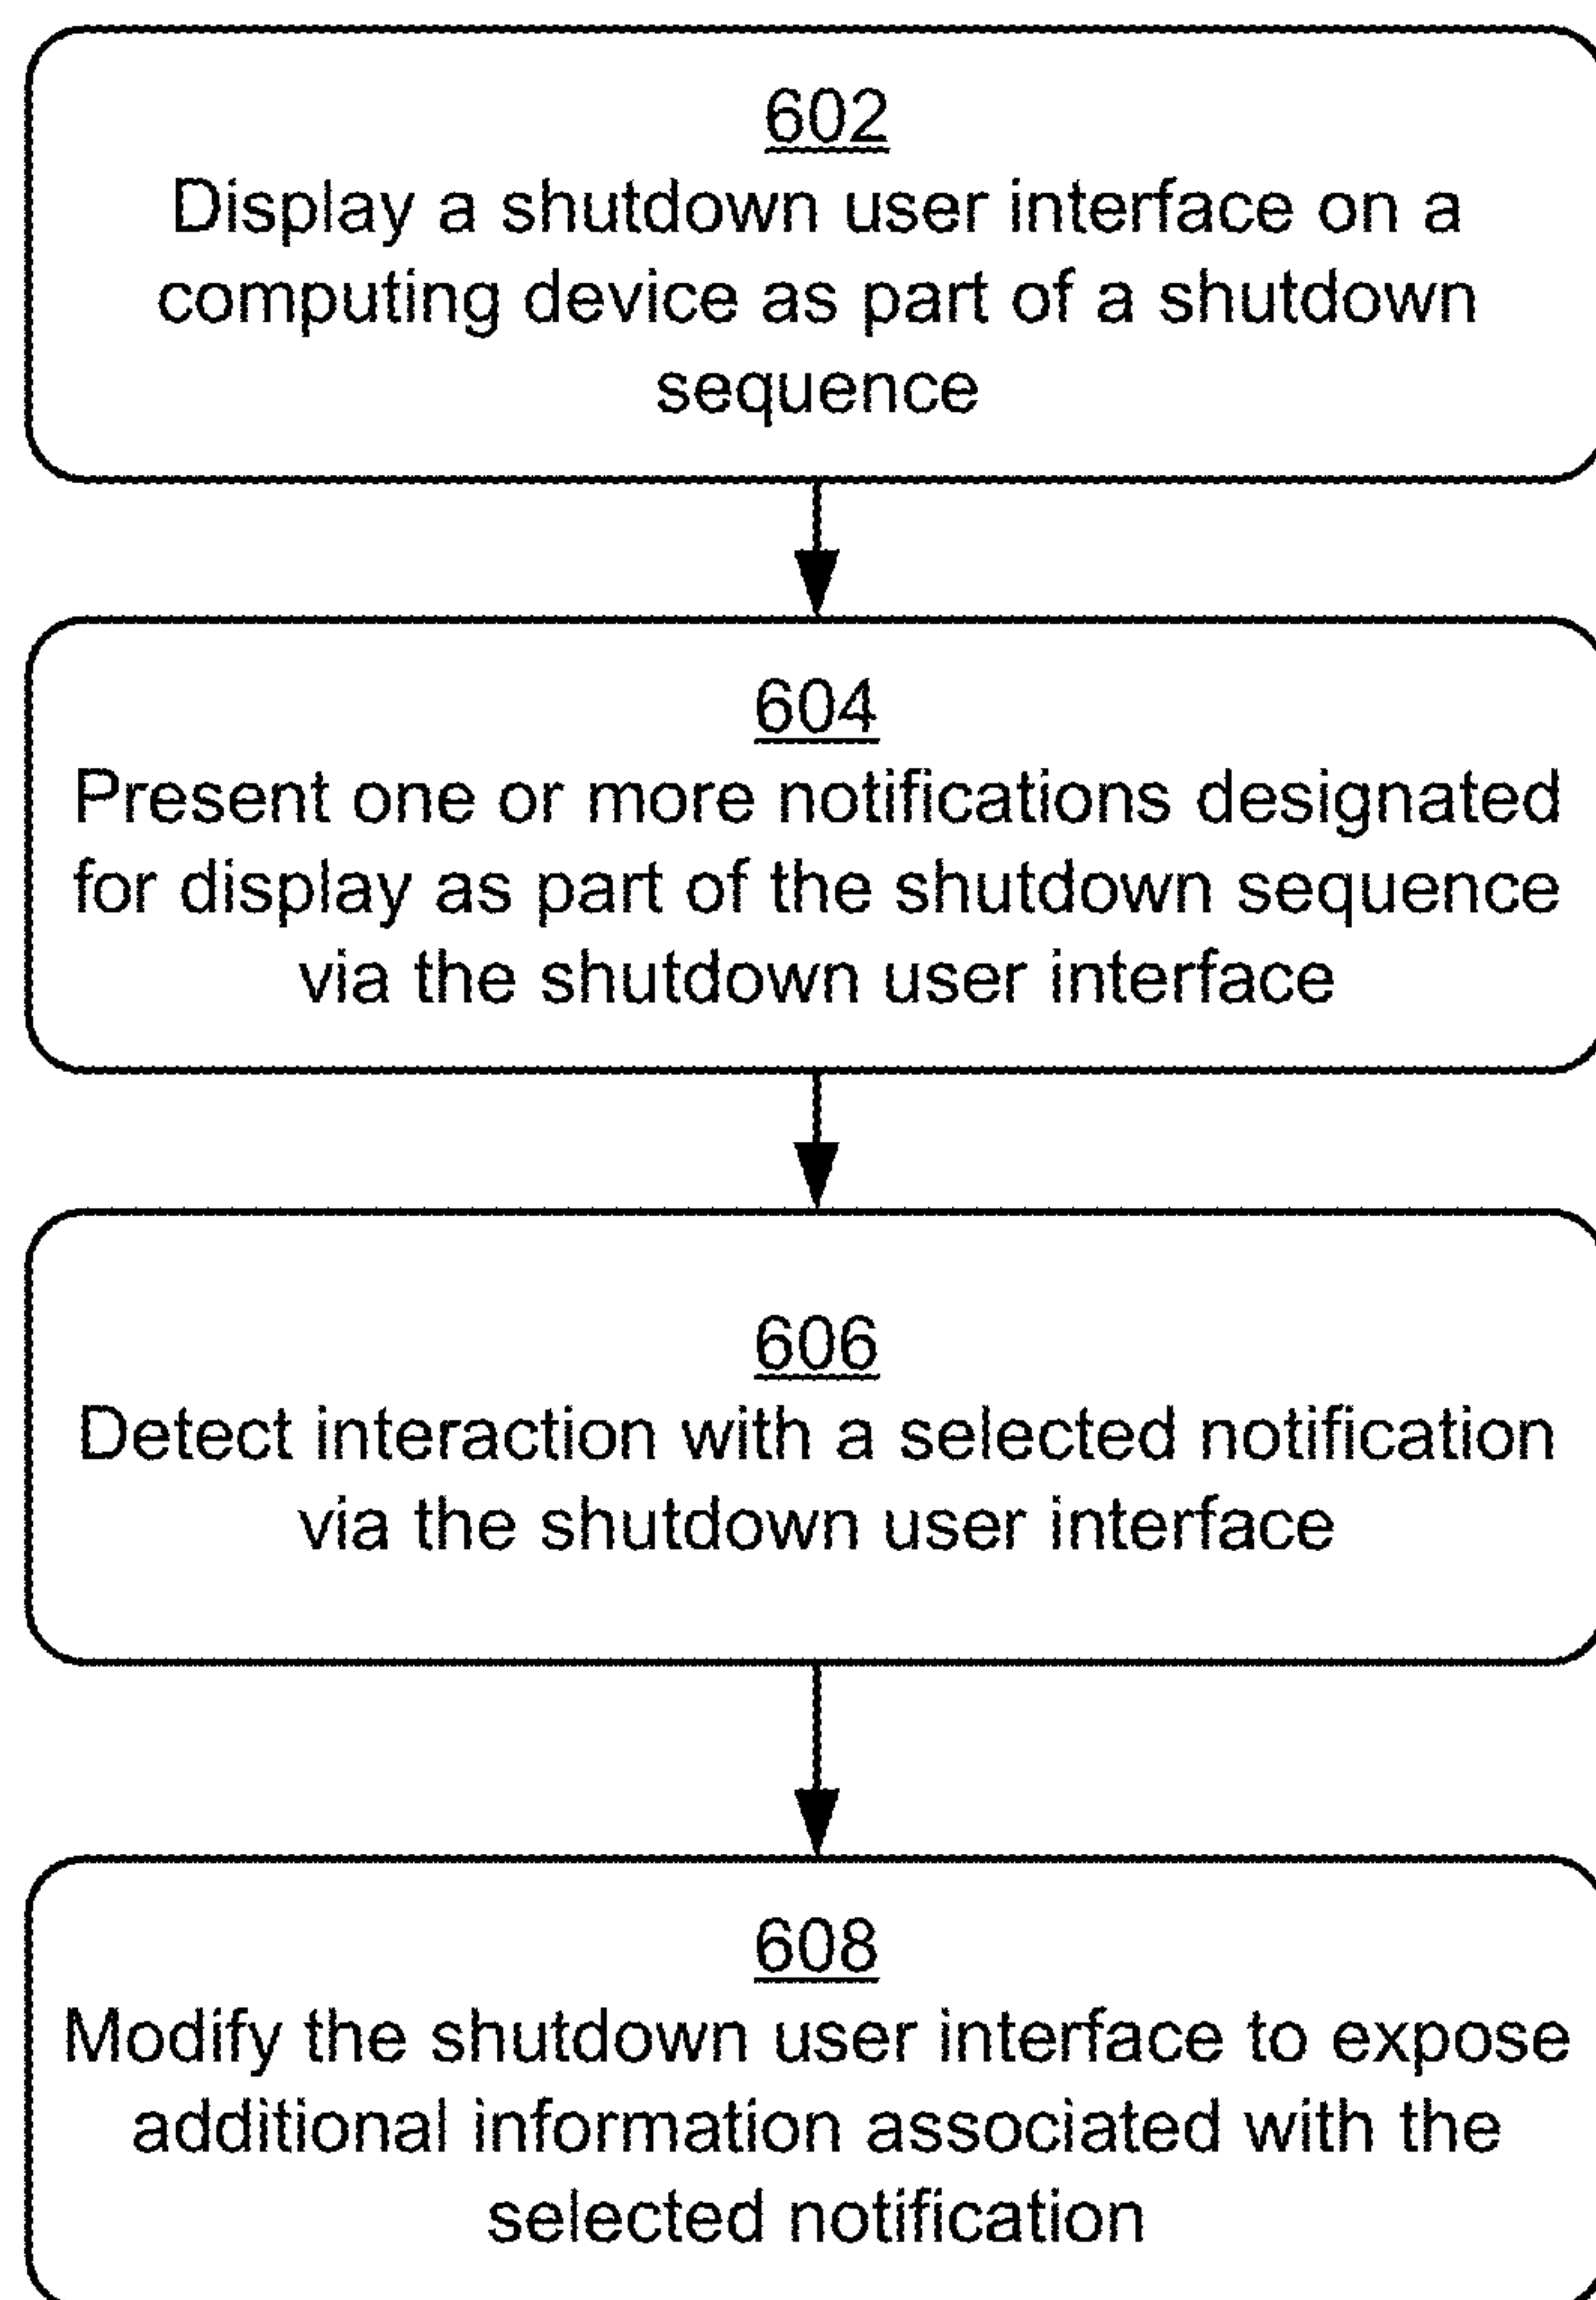 602
Display a shutdown user interface on a
computing device as part of a shutdown
sequence
604
Present one or more notifications designated
for display as part of the shutdown sequence
via the shutdown user interface
606
Detect interaction with a selected notification
via the shutdown user interface
608
Modify the shutdown user interface to expose
additional information associated with the
selected notification